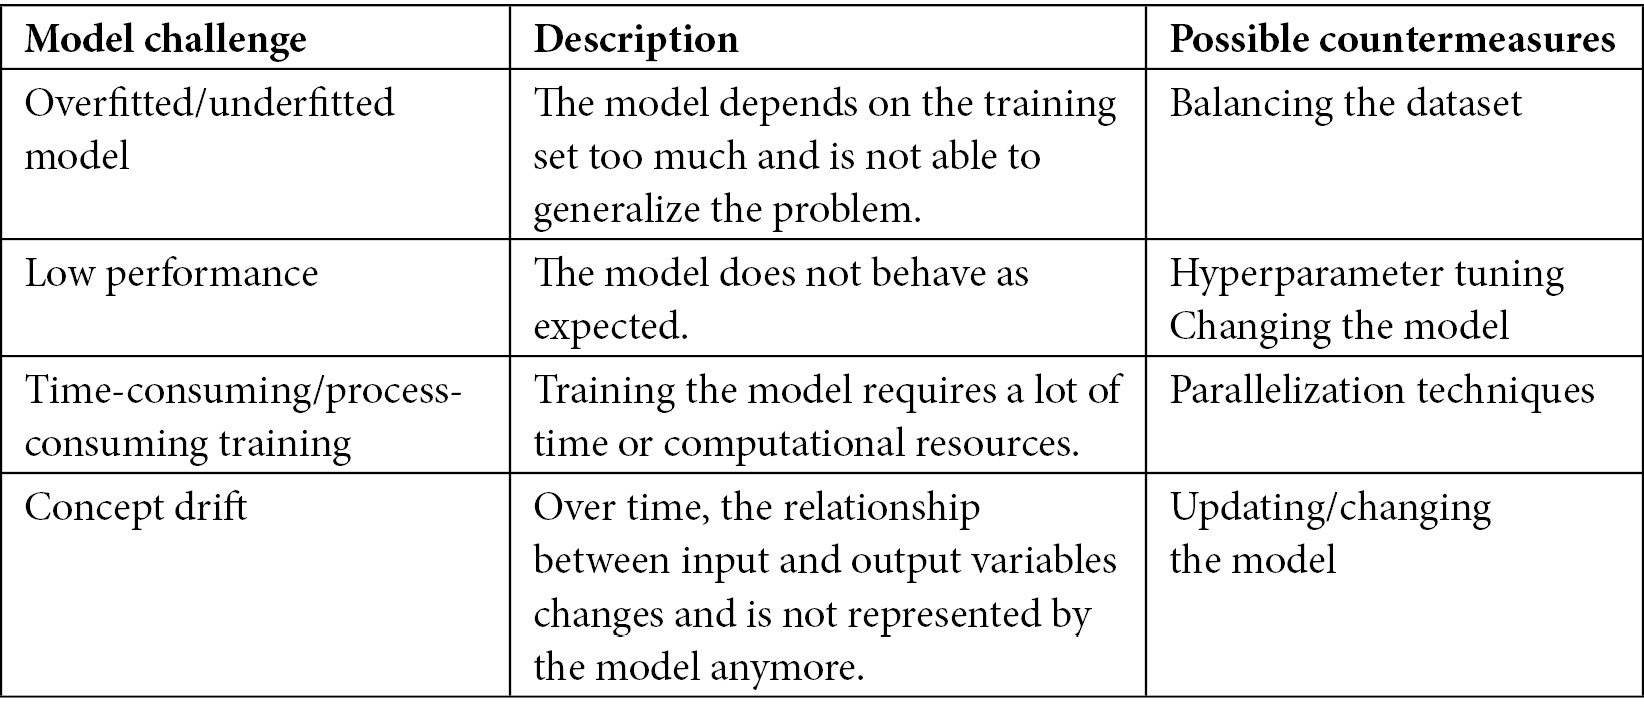 Model challenge
Description
Possible countermeasures
Overfitted/underfitted
model
The model depends on the training
set too much and is not able to
generalize the problem.
Balancing the dataset
Low performance
The model does not behave as
expected.
Hyperparameter tuning
Changing the model
Time-consuming/process-
consuming training
Training the model requires a lot of
time or computational resources.
Parallelization techniques
Concept drift
Over time, the relationship
between input and output variables
changes and is not represented by
the model anymore.
Updating/changing
the model